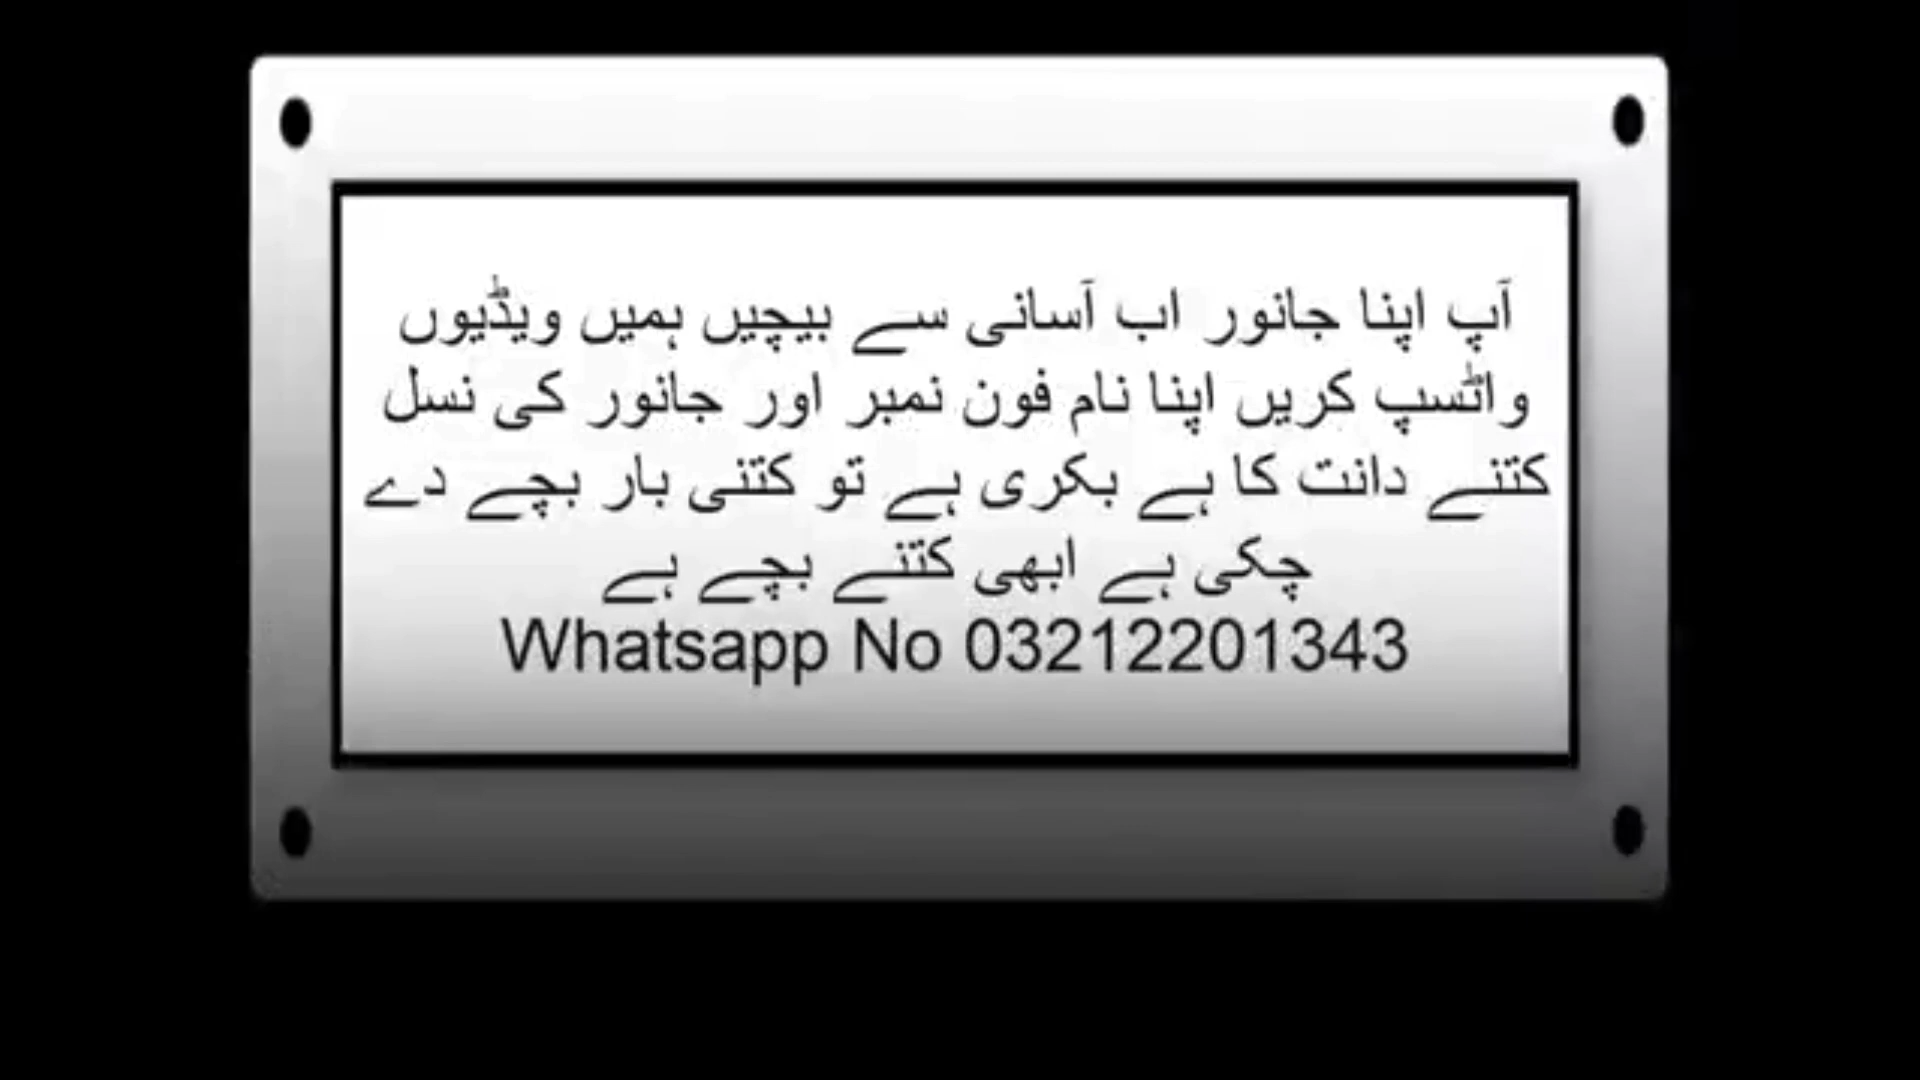 آپ اپنا جانور اب آسانی سے بیچیں ہمیں ویڈیوں
واٹسپ کریں اپنا نام فون نمبر اور جانور کی نسل
کتنے دانت کا ہے بکری ہے تو کتنی بار بچے دے
چکی ہے ابھی کتنے بچے ہے
Whatsapp No 03212201343